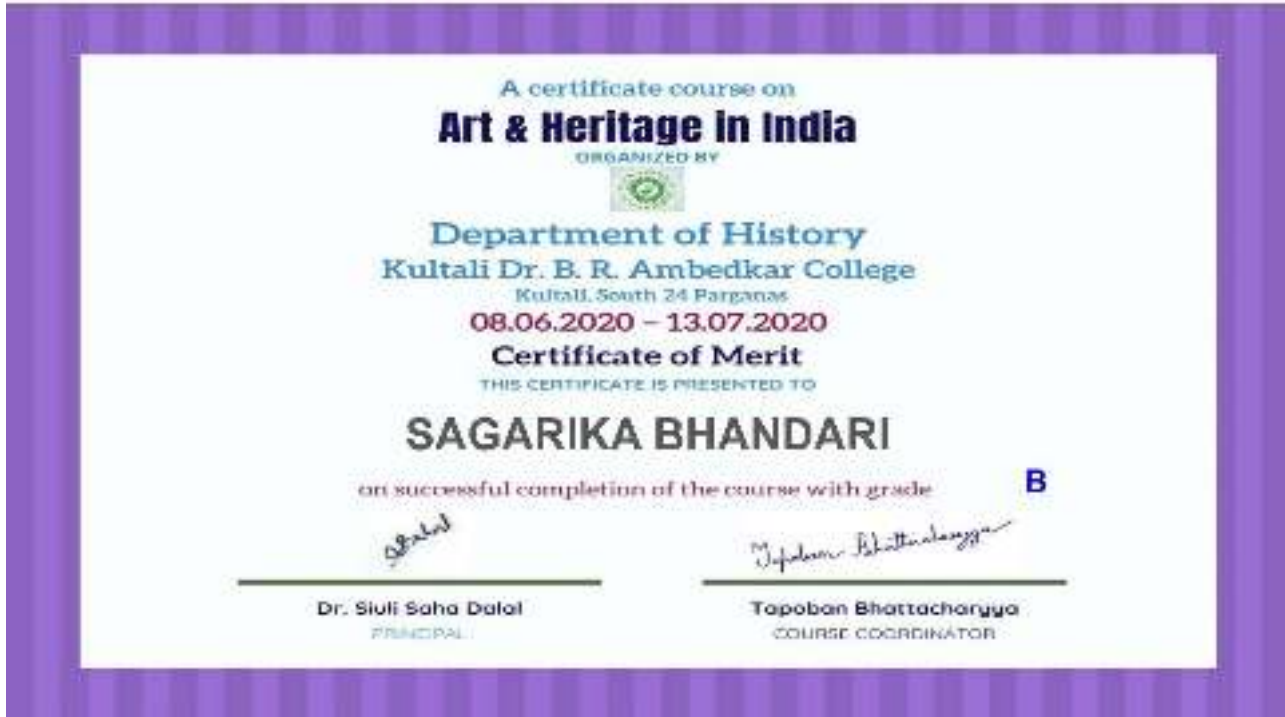 A certificate course on
Art & Heritage in India
ORGANIZED BY
Department of History
Kultali Dr. B. R. Ambedkar College
Kultali, South 24 Parganas
08.06.2020 – 13.07.2020
Certificate of Merit
THIS CERTIFICATE IS PRESENTED TO
SAGARIKA BHANDARI
on successful completion of the course with grade B
Tapoban Bhattacharyya
Dr. Siuli Saha Dalal
Tapoban Bhattacharyya
PRINCIPAL
COURSE COORDINATOR